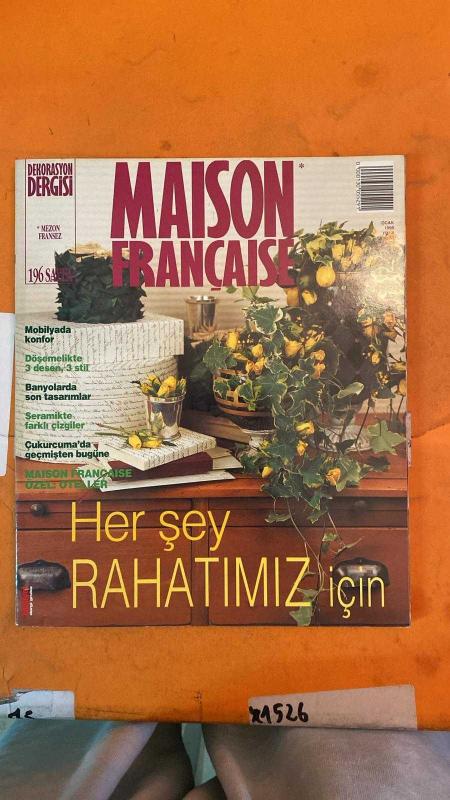 DEKORASYON
DERGİSİ
MAISON*
FRANÇAISE
* MEZON
FRANSEZ
196 SAYFA
OCAK
Mobilyada
konfor
Döşemelikte
3 desen, 3 stil
Banyolarda
son tasarımlar
Seramikte
farklı çizgiler
Çukurcuma'da
geçmişten bugüne
MAISON FRANÇAISE
ÖZEL: OTELLER
Her şey
RAHATIMIZ için
x1526